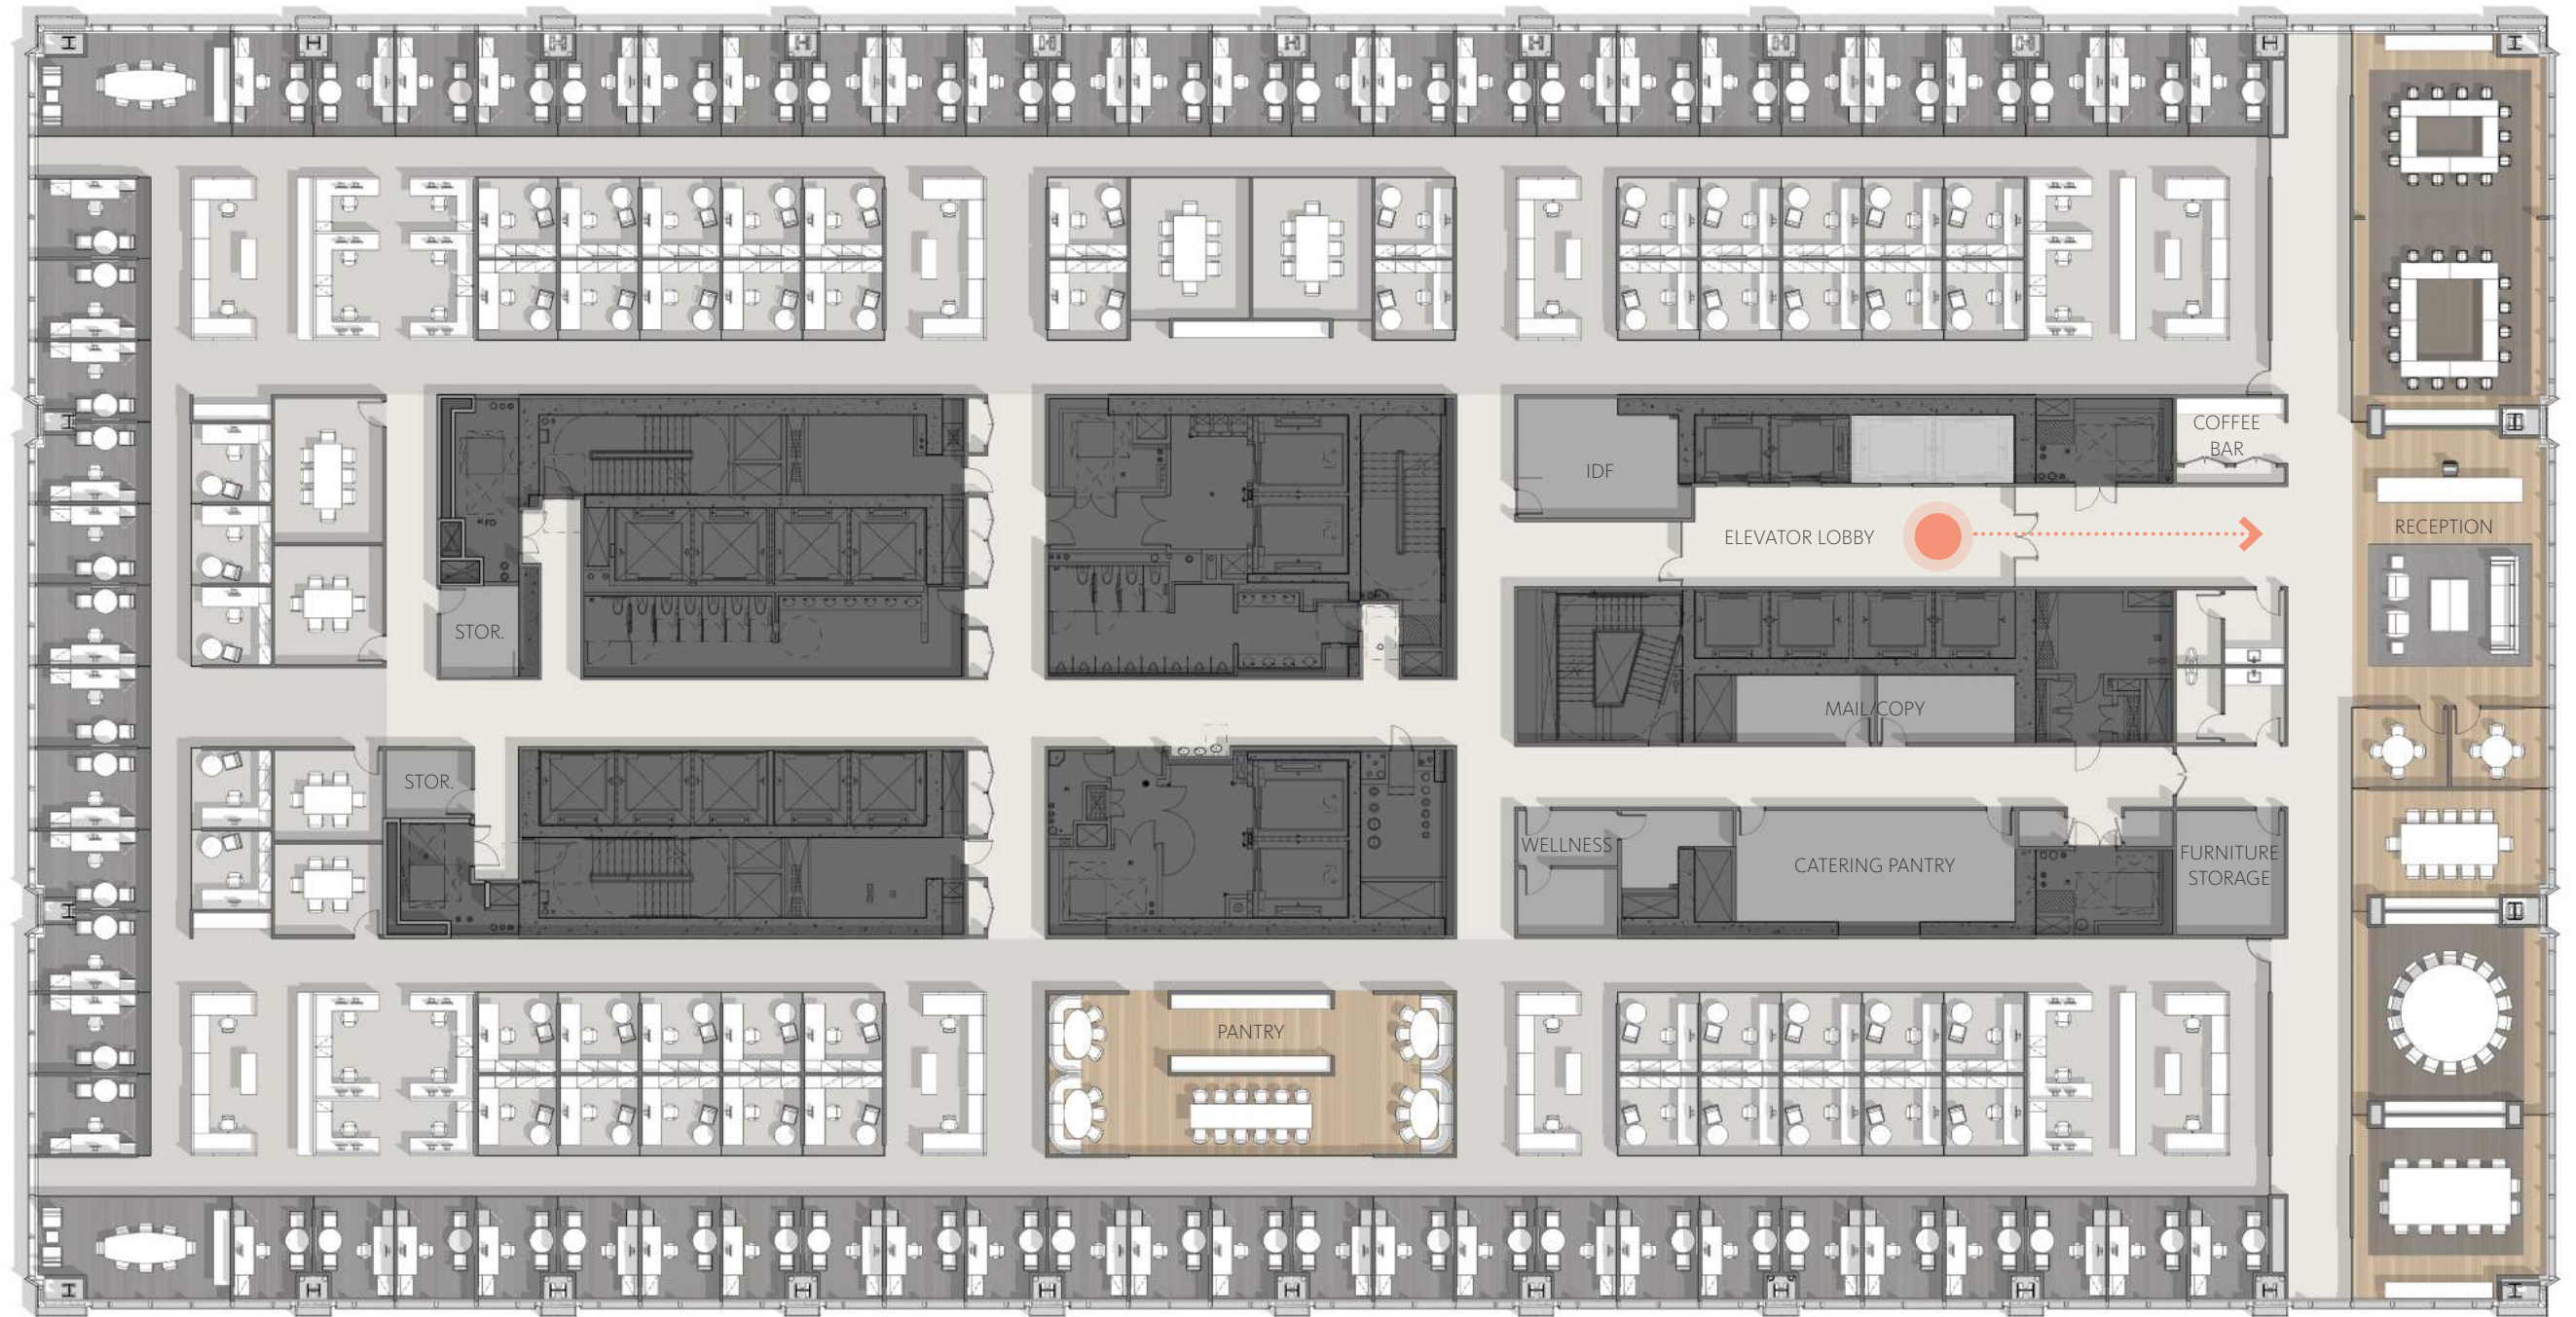 COFFEE
BAR
IDF
RECEPTION
ELEVATOR LOBBY
STOR.
MAIL/COPY
STOR.
WELLNESS
CATERING PANTRY
FURNITURE
STORAGE
PANTRY